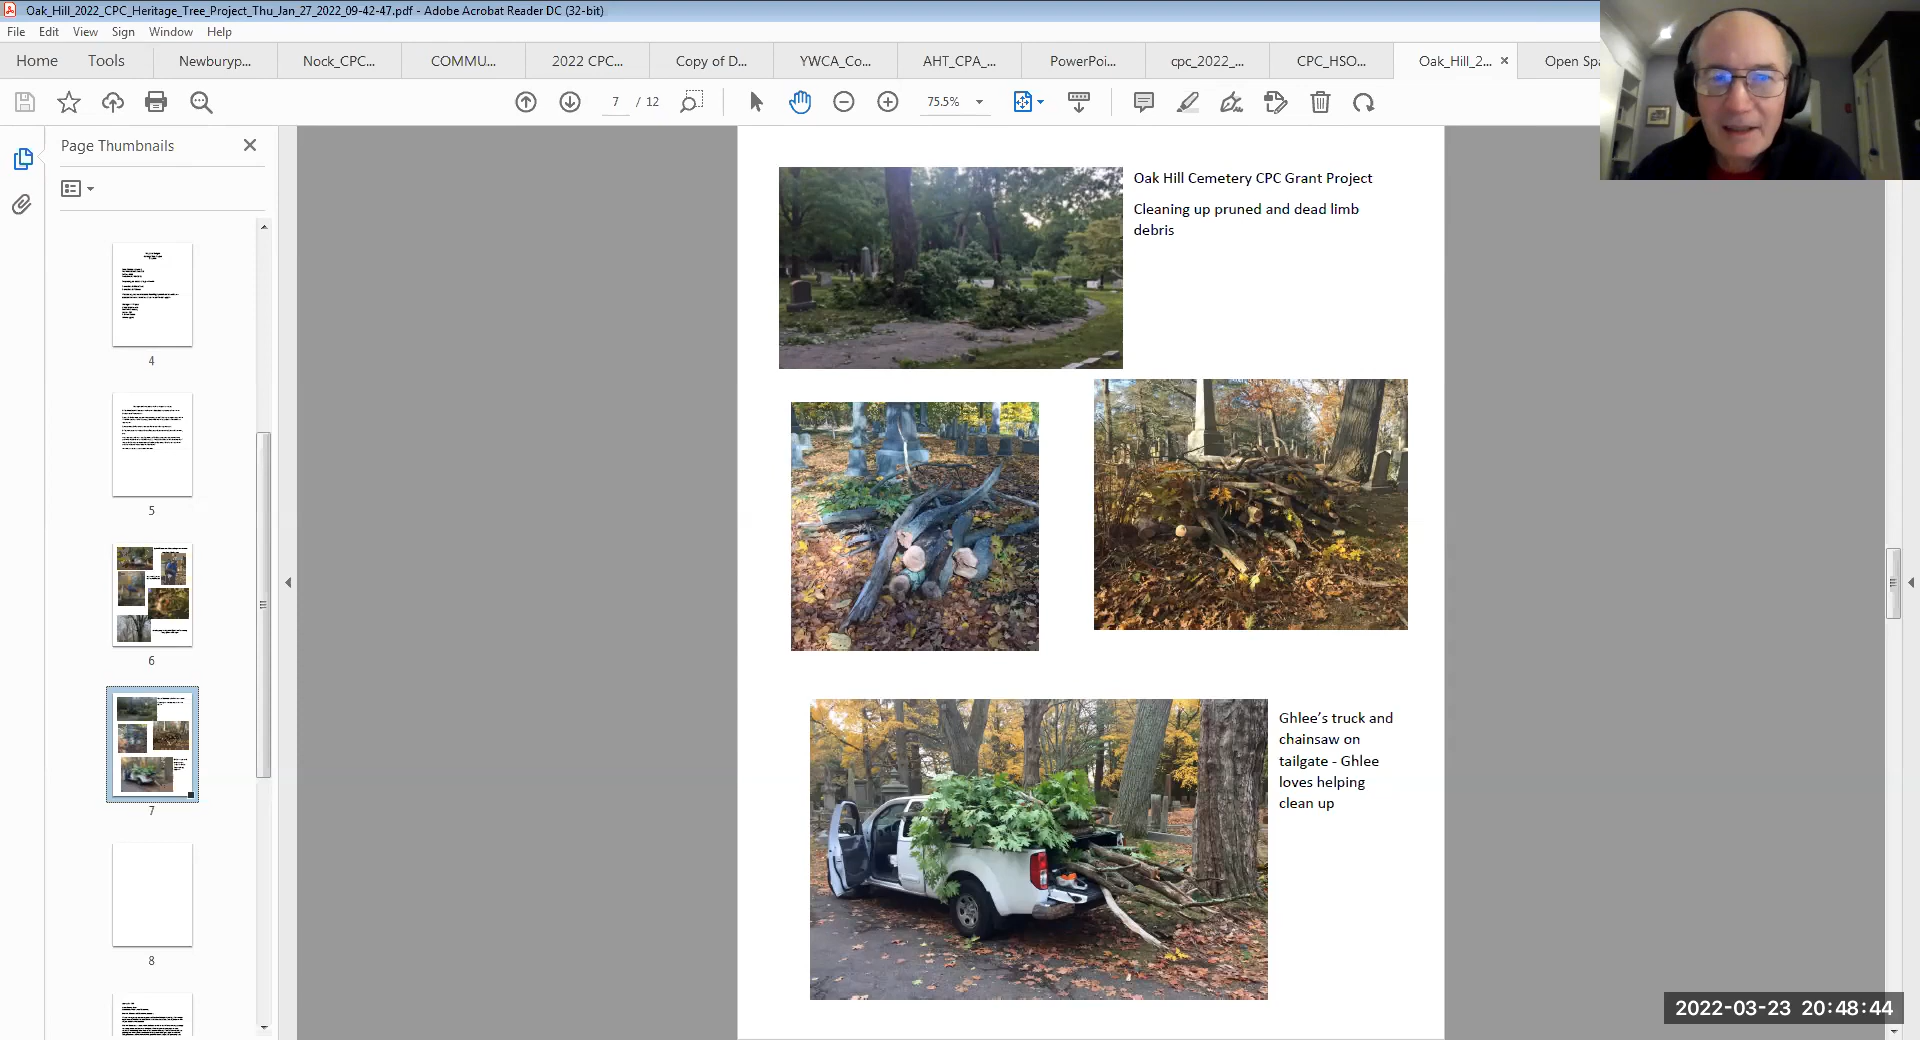 Oak_Hill_2022_CPC_Heritage_Tree_Project_Thu_Jan_27_2022_09-42-47.pdf - Adobe Acrobat Reader DC (32-bit)
File Edit View Sign Window Help
Home Tools Newburyp... Nock_CPC... COMMU... 2022 CPC... Copy of D... YWCA_Co... AHT_CPA_... PowerPoi... cpc_2022_... CPC_HSO... Oak_Hill_2... Open Spa
7 / 12 75.5%
Page Thumbnails
4
5
6
7
8
Oak Hill Cemetery CPC Grant Project
Cleaning up pruned and dead limb
debris
Ghlee’s truck and
chainsaw on
tailgate - Ghlee
loves helping
clean up
2022-03-23 20:48:44